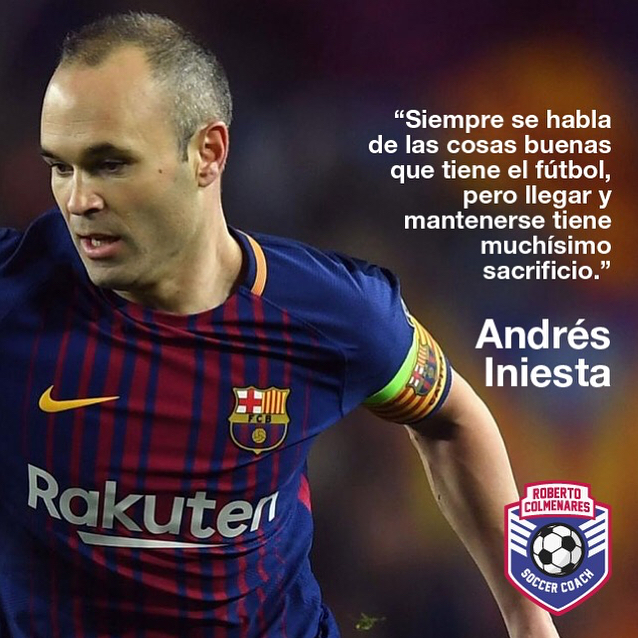 “Siempre se habla
de las cosas buenas
que tiene el fútbol,
pero llegar y
mantenerse tiene
muchísimo
sacrificio.”
Andrés
Iniesta
FCB
Rakuten
ROBERTO
COLMENARES
SOCCER COACH